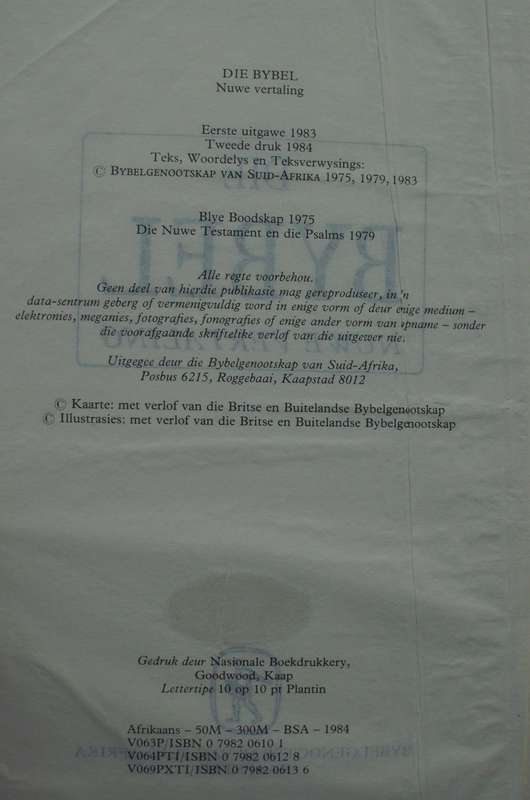 DIE BYBEL
Nuwe vertaling
Eerste uitgawe 1983
Tweede druk 1984
Teks, Woordelys en Teksverwysings:
© BYBELGENOOTSKAP VAN SUID-AFRIKA 1975, 1979, 1983
Blye Boodskap 1975
Die Nuwe Testament en die Psalms 1979
Alle regte voorbehou.
Geen deel van hierdie publikasie mag gereproduseer, in 'n
data-sentrum geberg of vermenigvuldig word in enige vorm of deur enige medium –
elektronies, meganies, fotografies, fonografies of enige ander vorm van opname – sonder
die voorafgaande skriftelike verlof van die uitgewer nie.
Uitgegee deur die Bybelgenootskap van Suid-Afrika,
Posbus 6215, Roggebaai, Kaapstad 8012
© Kaarte: met verlof van die Britse en Buitelandse Bybelgenootskap
© Illustrasies: met verlof van die Britse en Buitelandse Bybelgenootskap
Gedruk deur Nasionale Boekdrukkery,
Goodwood, Kaap
Lettertipe 10 op 10 pt Plantin
Afrikaans – 50M – 300M – BSA – 1984
V063P/ISBN 0 7982 0610 1
V064PTI/ISBN 0 7982 0612 8
V069PXTI/ISBN 0 7982 0613 6